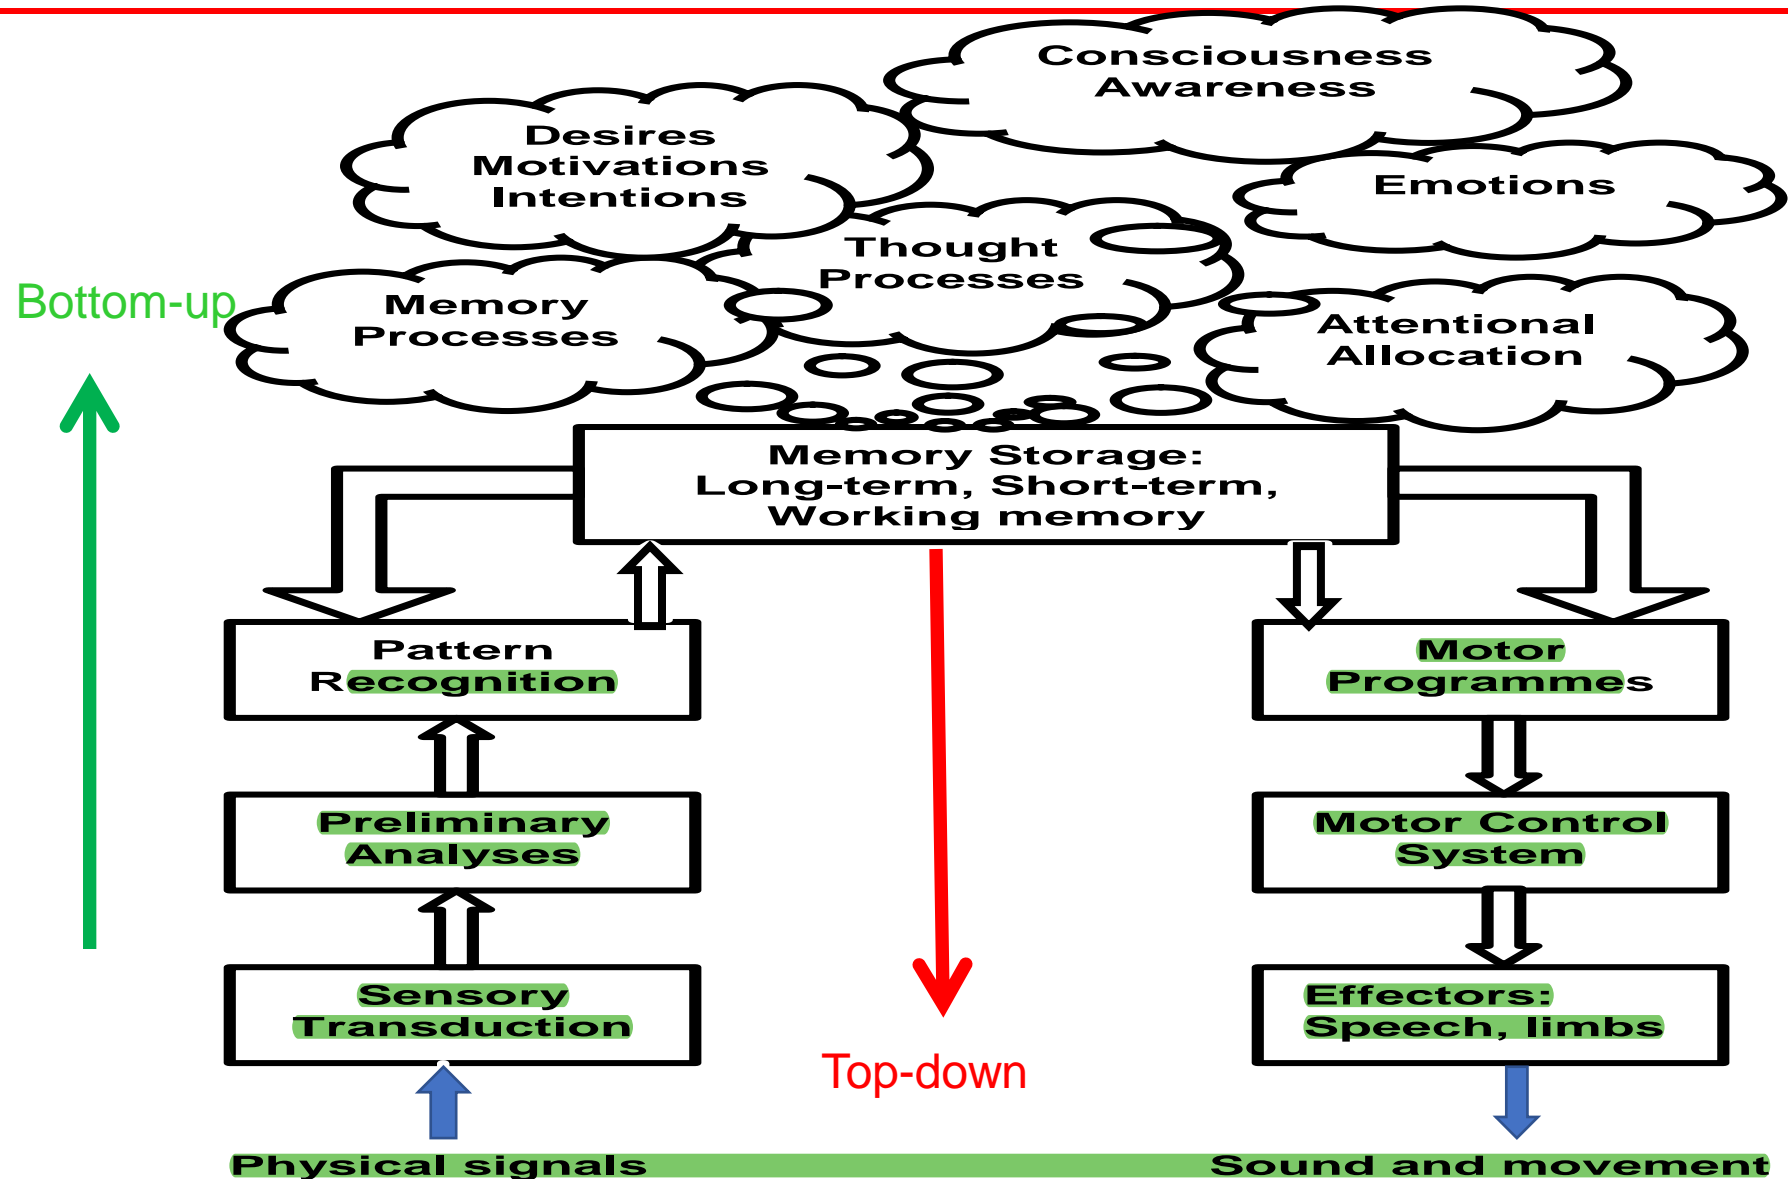 Consciousness
Awareness
Desires
Motivations
Intentions
Emotions
Thought
Processes
Bottom-up
Memory
Processes
Attentional
Allocation
Memory Storage:
Long-term, Short-term,
Working memory
Pattern
Recognition
Motor
Programmes
Preliminary
Analyses
Motor Control
System
Sensory
Transduction
Effectors:
Speech, limbs
Top-down
Physical signals
Sound and movement